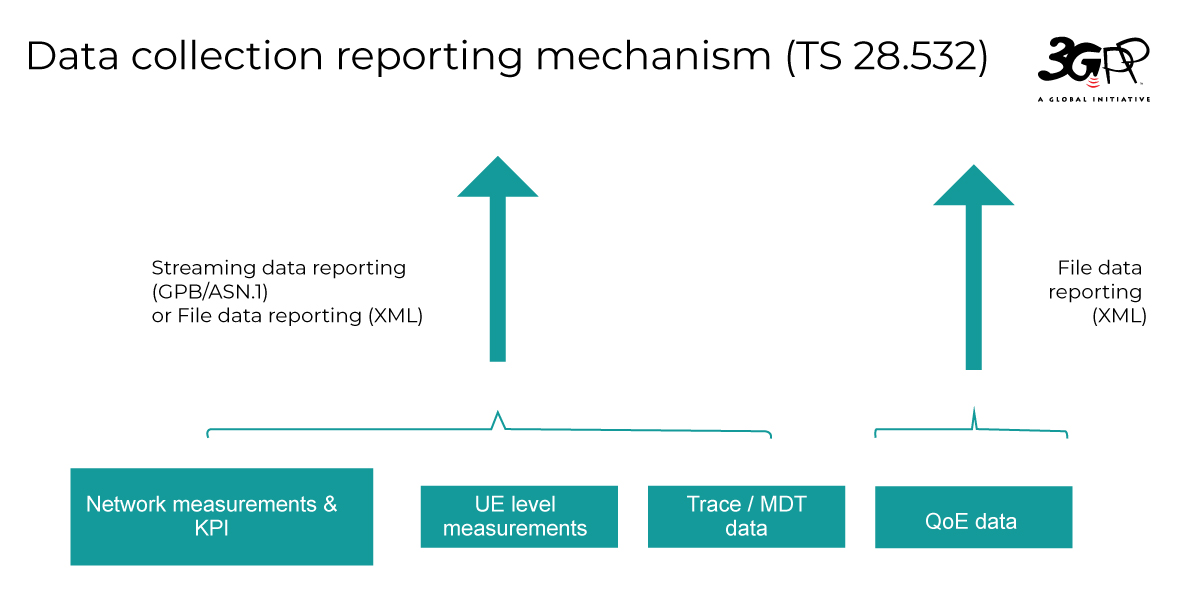 Data collection reporting mechanism (TS 28.532)
3GPP
A GLOBAL INITIATIVE
Streaming data reporting
(GPB/ASN.1)
or File data reporting (XML)
File data
reporting
(XML)
Network measurements &
KPI
UE level
measurements
Trace / MDT
data
QoE data